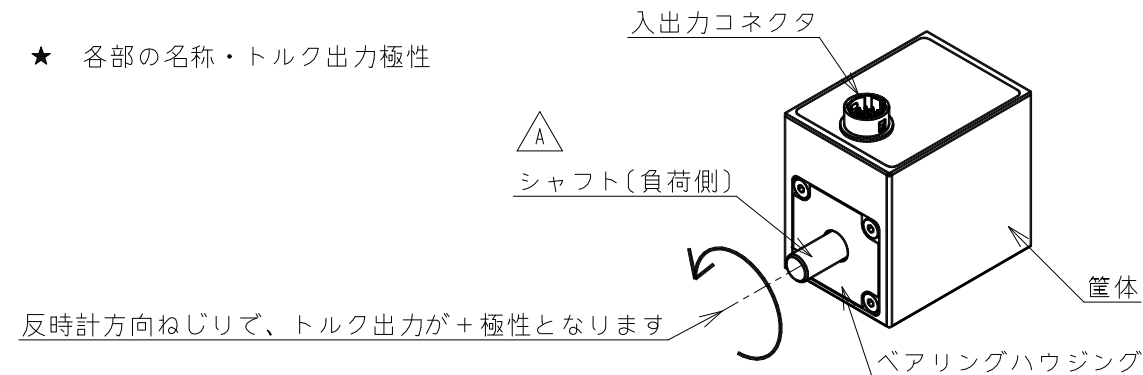 ★ 各部の名称・トルク出力極性
入出力コネクタ
A
シャフト(負荷側)
筐体
反時計方向ねじりで、トルク出力が+極性となります
ベアリングハウジング